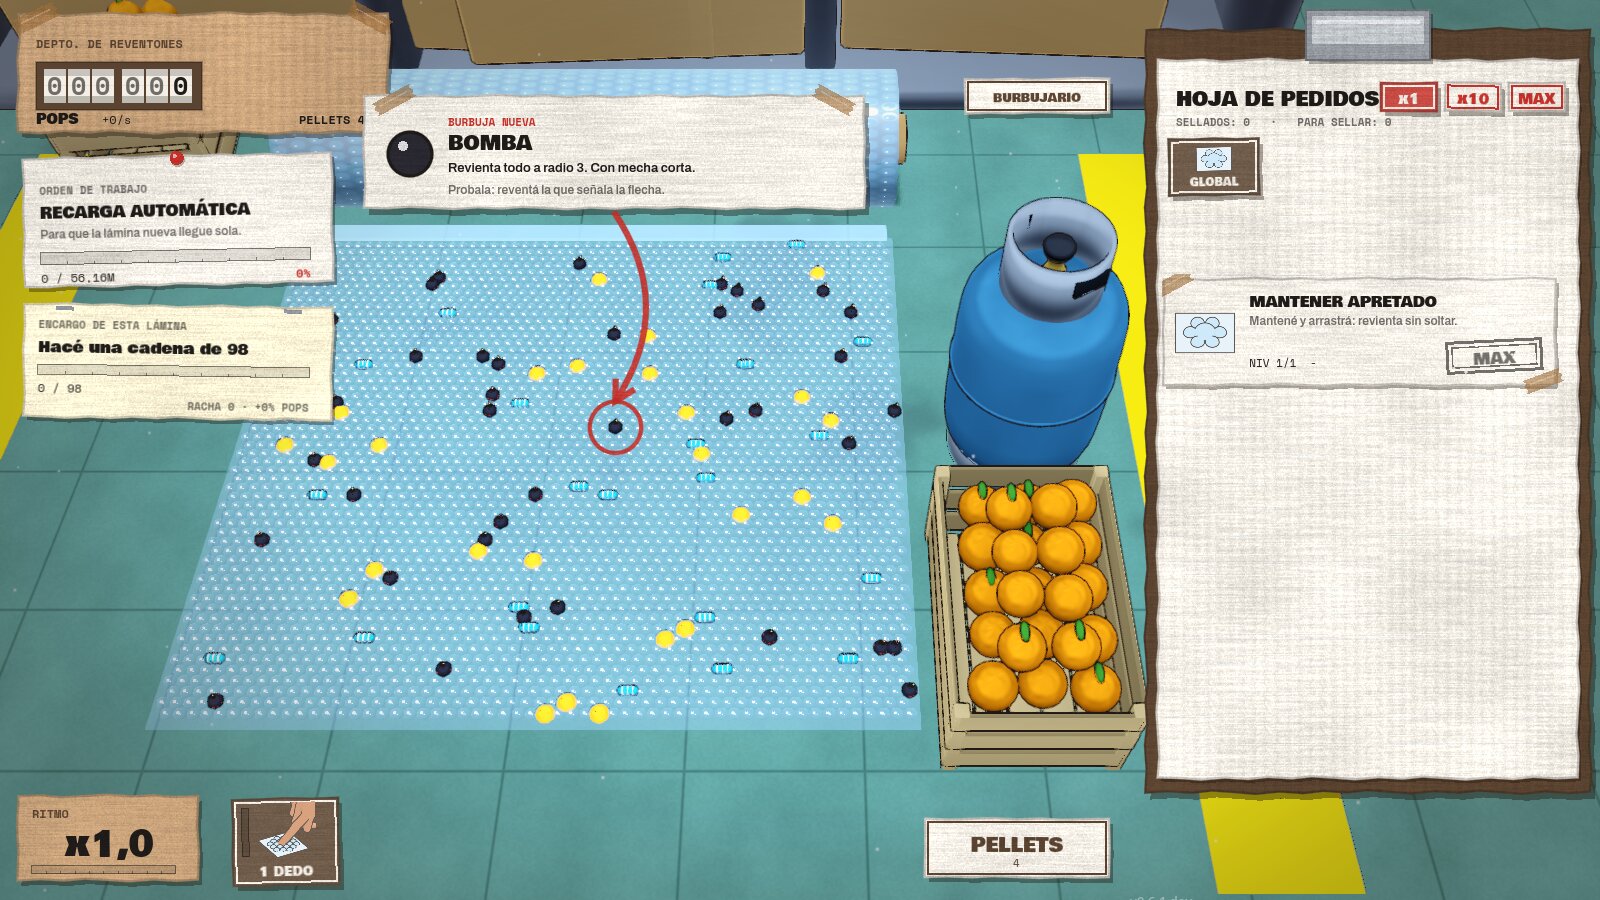 DEPTO. DE REVENTONES
000 000
POPS +0/s PELLETS 4
ORDEN DE TRABAJO
RECARGA AUTOMÁTICA
Para que la lámina nueva llegue sola.
0 / 56.16M 0%
ENCARGO DE ESTA LÁMINA
Hacé una cadena de 98
0 / 98
RACHA 0 · +0% POPS
BURBUJA NUEVA
BOMBA
Revienta todo a radio 3. Con mecha corta.
Probala: reventá la que señala la flecha.
BURBUJARIO
HOJA DE PEDIDOS x1 x10 MAX
SELLADOS: 0 · PARA SELLAR: 0
GLOBAL
MANTENER APRETADO
Mantené y arrastrá: revienta sin soltar.
NIV 1/1 - MAX
RITMO
x1,0
1 DEDO
PELLETS
4